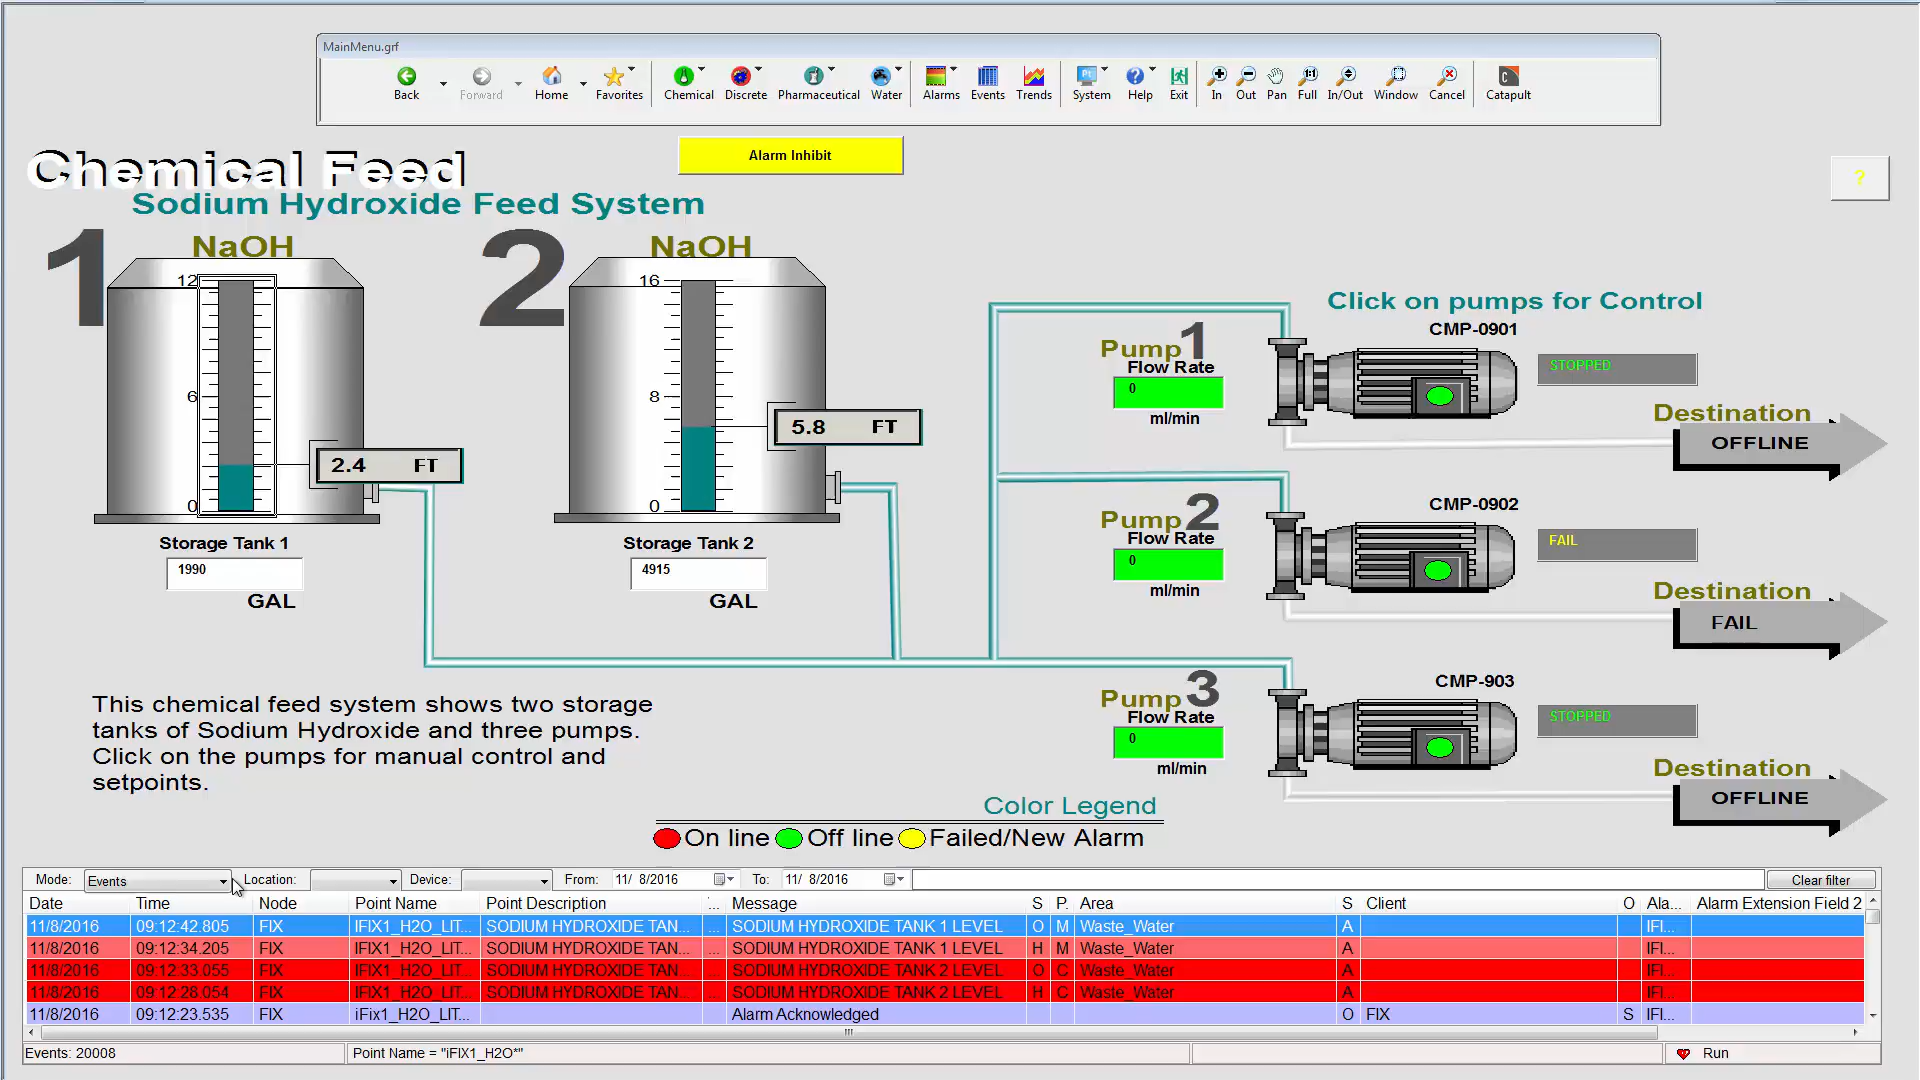 MainMenu.grf
Back Forward Home Favorites Chemical Discrete Pharmaceutical Water Alarms Events Trends System Help Exit In Out Pan Full In/Out Window Cancel Catapult
Alarm Inhibit
Chemical Feed
?
Sodium Hydroxide Feed System
1 NaOH
2 NaOH
12
6
0
2.4 FT
16
8
0
5.8 FT
Storage Tank 1
1990
GAL
Storage Tank 2
4915
GAL
Click on pumps for Control
CMP-0901
Pump 1
Flow Rate
0
ml/min
STOPPED
Destination
OFFLINE
CMP-0902
Pump 2
Flow Rate
0
ml/min
FAIL
Destination
FAIL
CMP-903
Pump 3
Flow Rate
0
ml/min
STOPPED
Destination
OFFLINE
This chemical feed system shows two storage
tanks of Sodium Hydroxide and three pumps.
Click on the pumps for manual control and
setpoints.
Color Legend
On line Off line Failed/New Alarm
Mode: Events Location: Device: From: 11/ 8/2016 To: 11/ 8/2016 Clear filter
Date Time Node Point Name Point Description ... Message S P. Area S Client O Ala... Alarm Extension Field 2
11/8/2016 09:12:42.805 FIX IFIX1_H2O_LIT... SODIUM HYDROXIDE TAN... ... SODIUM HYDROXIDE TANK 1 LEVEL O M Waste_Water A IFI...
11/8/2016 09:12:34.205 FIX IFIX1_H2O_LIT... SODIUM HYDROXIDE TAN... ... SODIUM HYDROXIDE TANK 1 LEVEL H M Waste_Water A IFI...
11/8/2016 09:12:33.055 FIX IFIX1_H2O_LIT... SODIUM HYDROXIDE TAN... ... SODIUM HYDROXIDE TANK 2 LEVEL O C Waste_Water A IFI...
11/8/2016 09:12:28.054 FIX IFIX1_H2O_LIT... SODIUM HYDROXIDE TAN... ... SODIUM HYDROXIDE TANK 2 LEVEL H C Waste_Water A IFI...
11/8/2016 09:12:23.535 FIX iFix1_H2O_LIT... Alarm Acknowledged O FIX S IFI...
Events: 20008 Point Name = "iFIX1_H2O*" Run